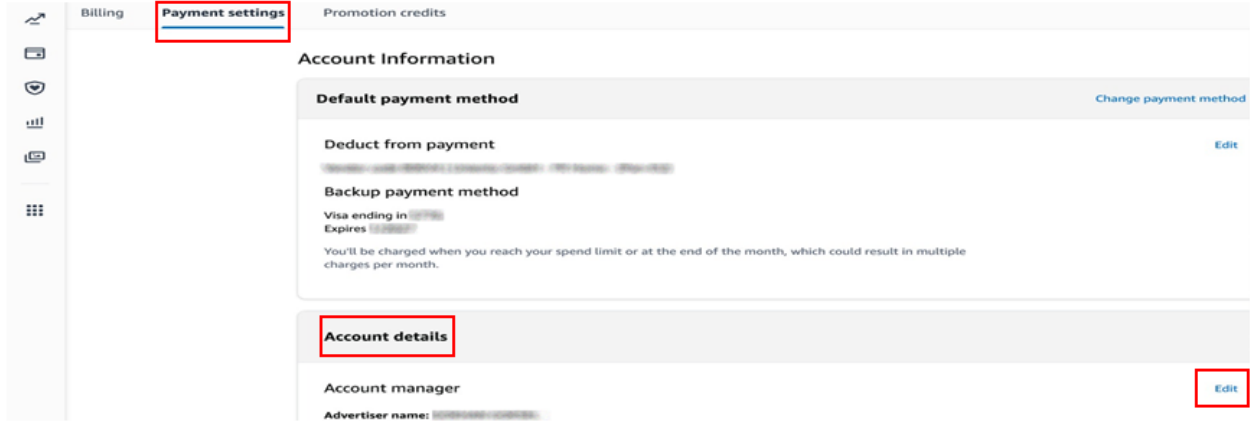 Billing
Payment settings
Promotion credits
Account Information
Default payment method
Change payment method
Deduct from payment
Edit
Backup payment method
Visa ending in
Expires
You'll be charged when you reach your spend limit or at the end of the month, which could result in multiple
charges per month.
Account details
Account manager
Edit
Advertiser name: